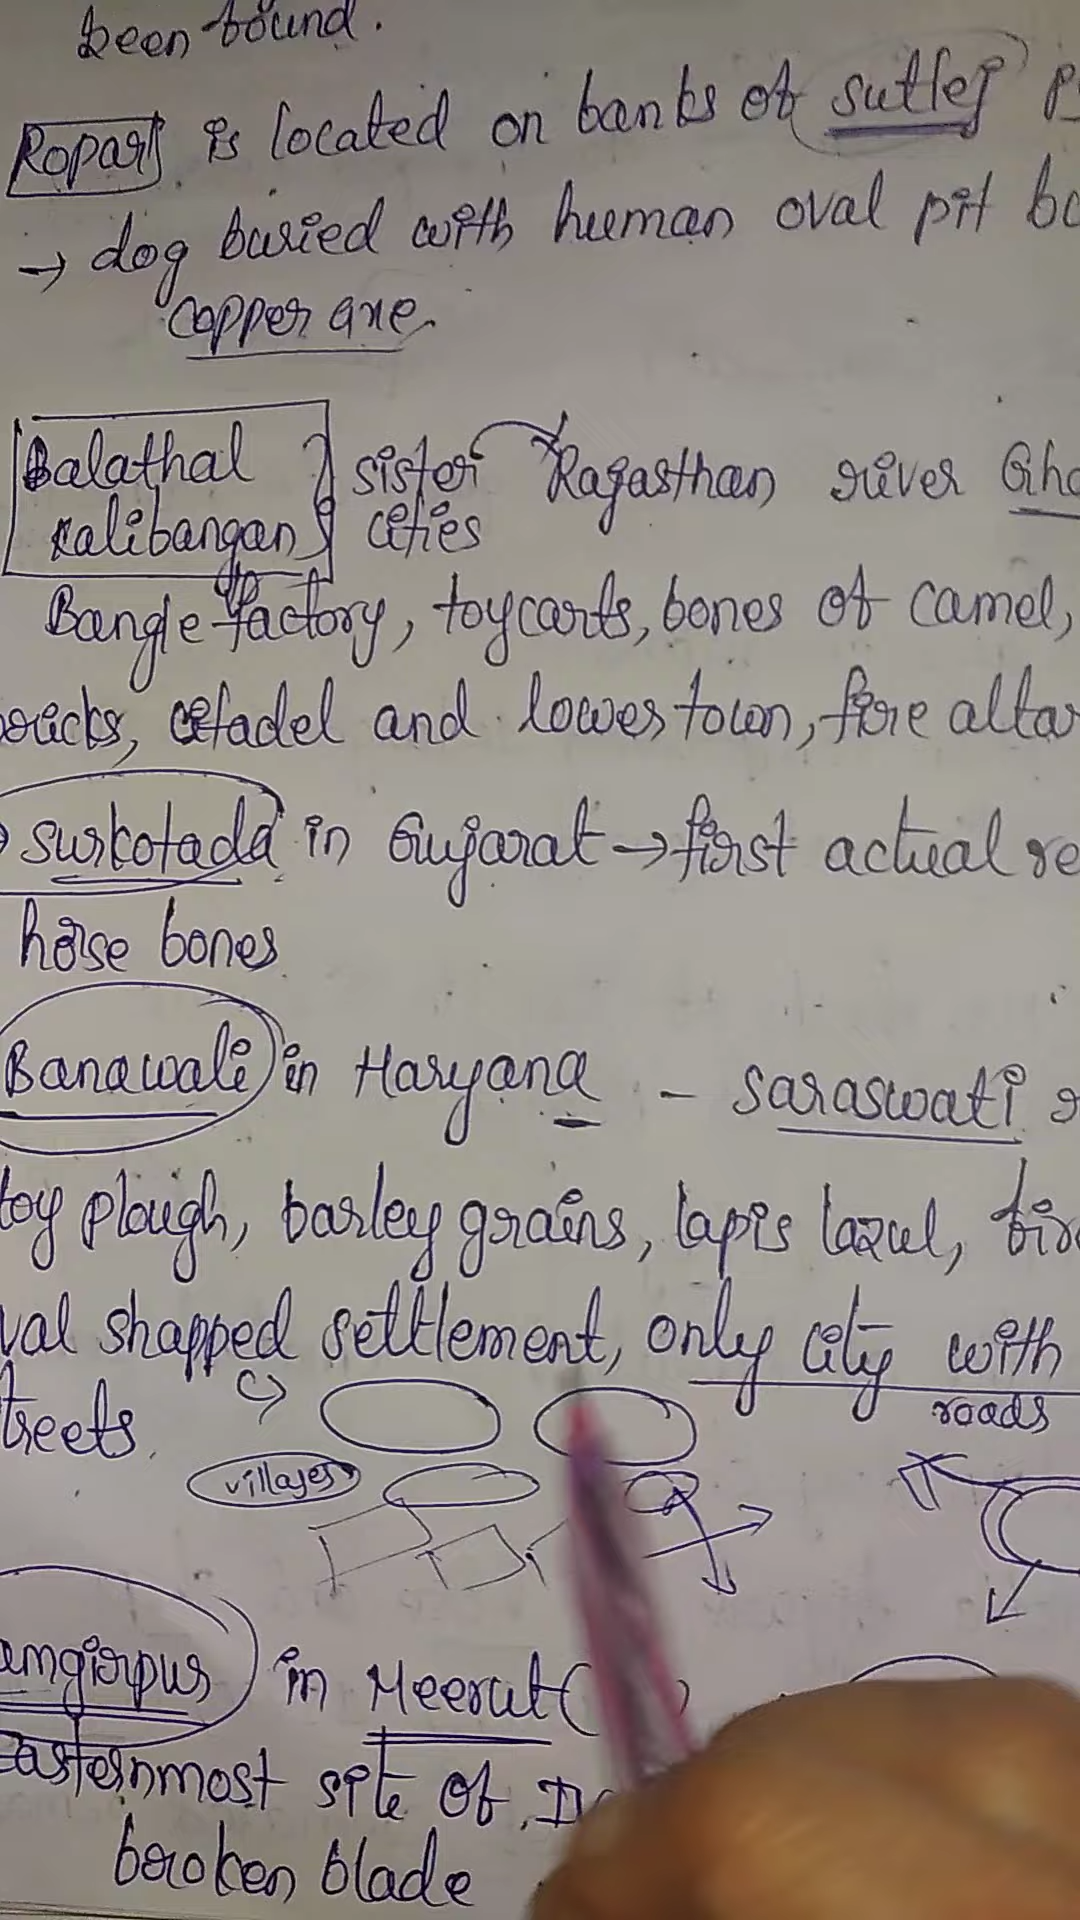 been found.
Ropar is located on banks of sutlej
→ dog buried with human oval pit
copper axe.
Balathal } sister Rajasthan river
Kalibangan } cities
Bangle factory, toycarts, bones of camel,
citadel and lower town, fire
surkotada in Gujarat → first actual
horse bones
Banawali in Haryana - Saraswati
toy plough, barley grains, lapis lazul,
shapped settlement, only city with
roads
villages
in Meerut (
Easternmost site of
broken blade